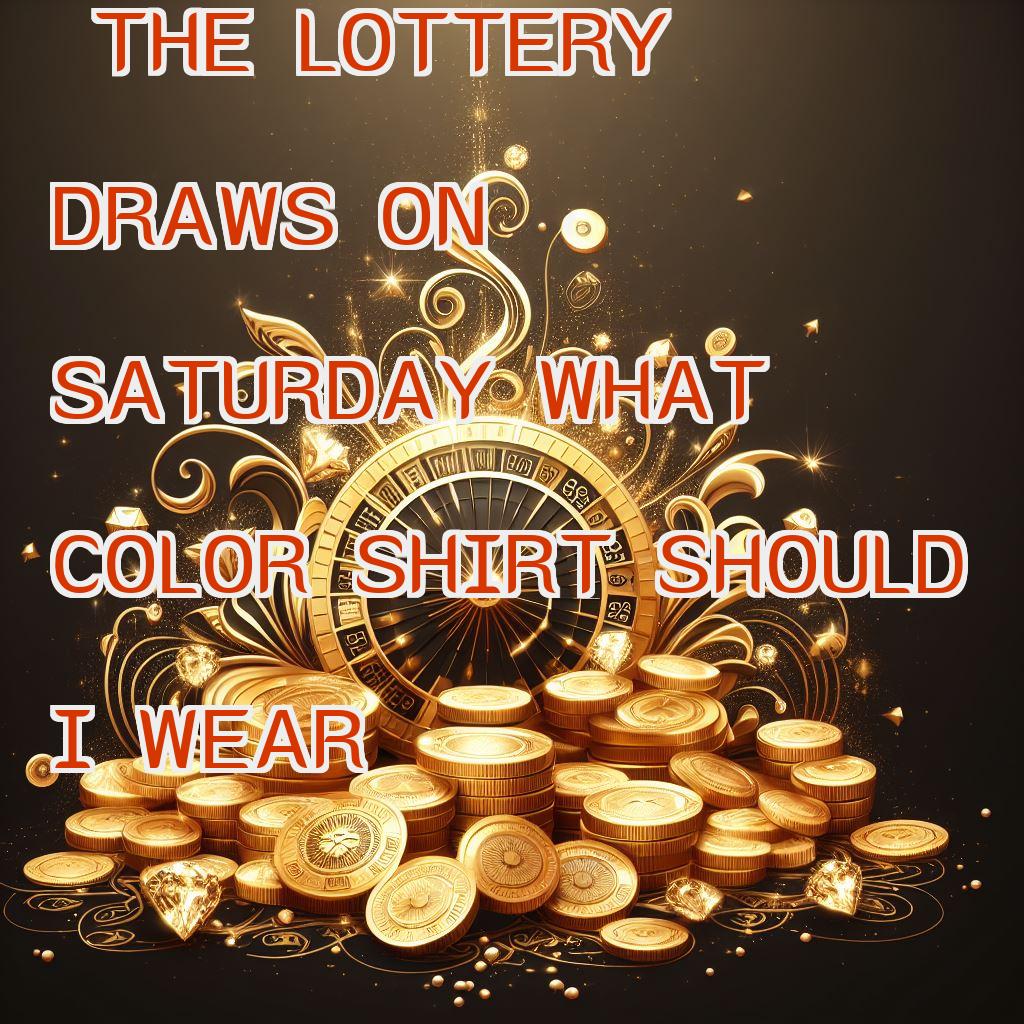 THE LOTTERY
DRAWS ON
SATURDAY WHAT
COLOR SHIRT SHOULD
I WEAR